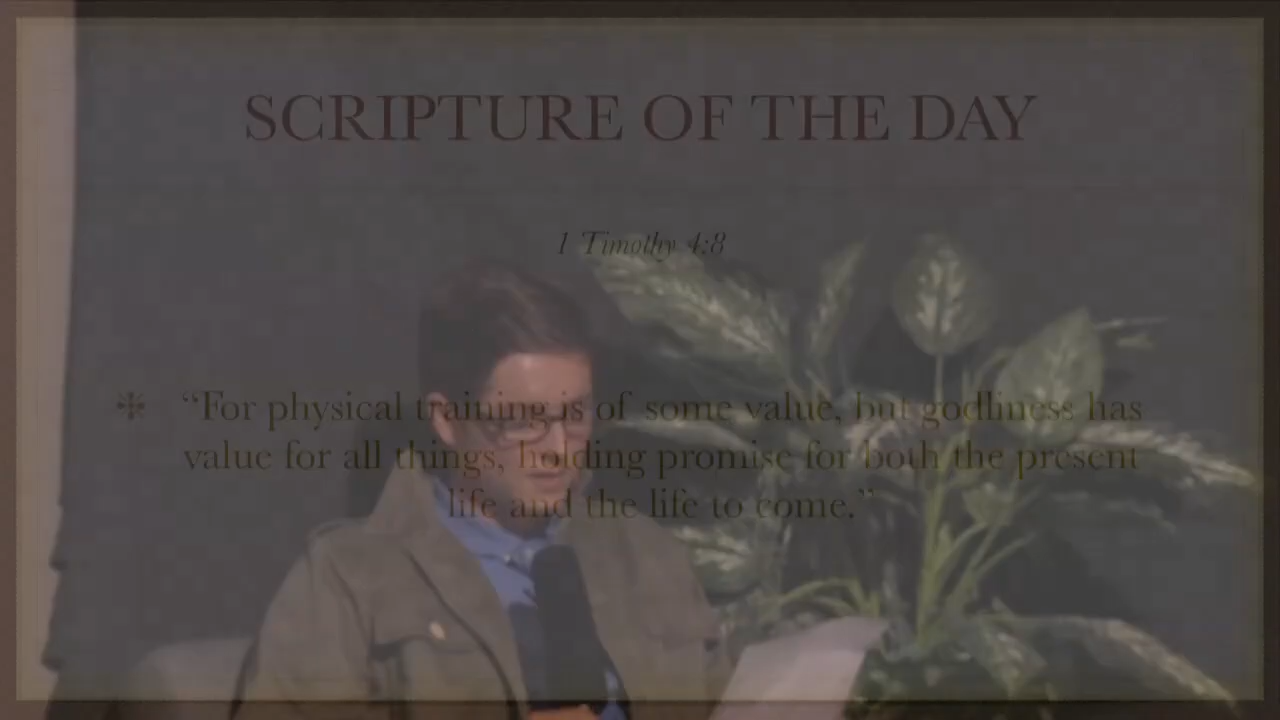 SCRIPTURE OF THE DAY
1 Timothy 4:8
“For physical training is of some value, but godliness has
value for all things, holding promise for both the present
life and the life to come.”